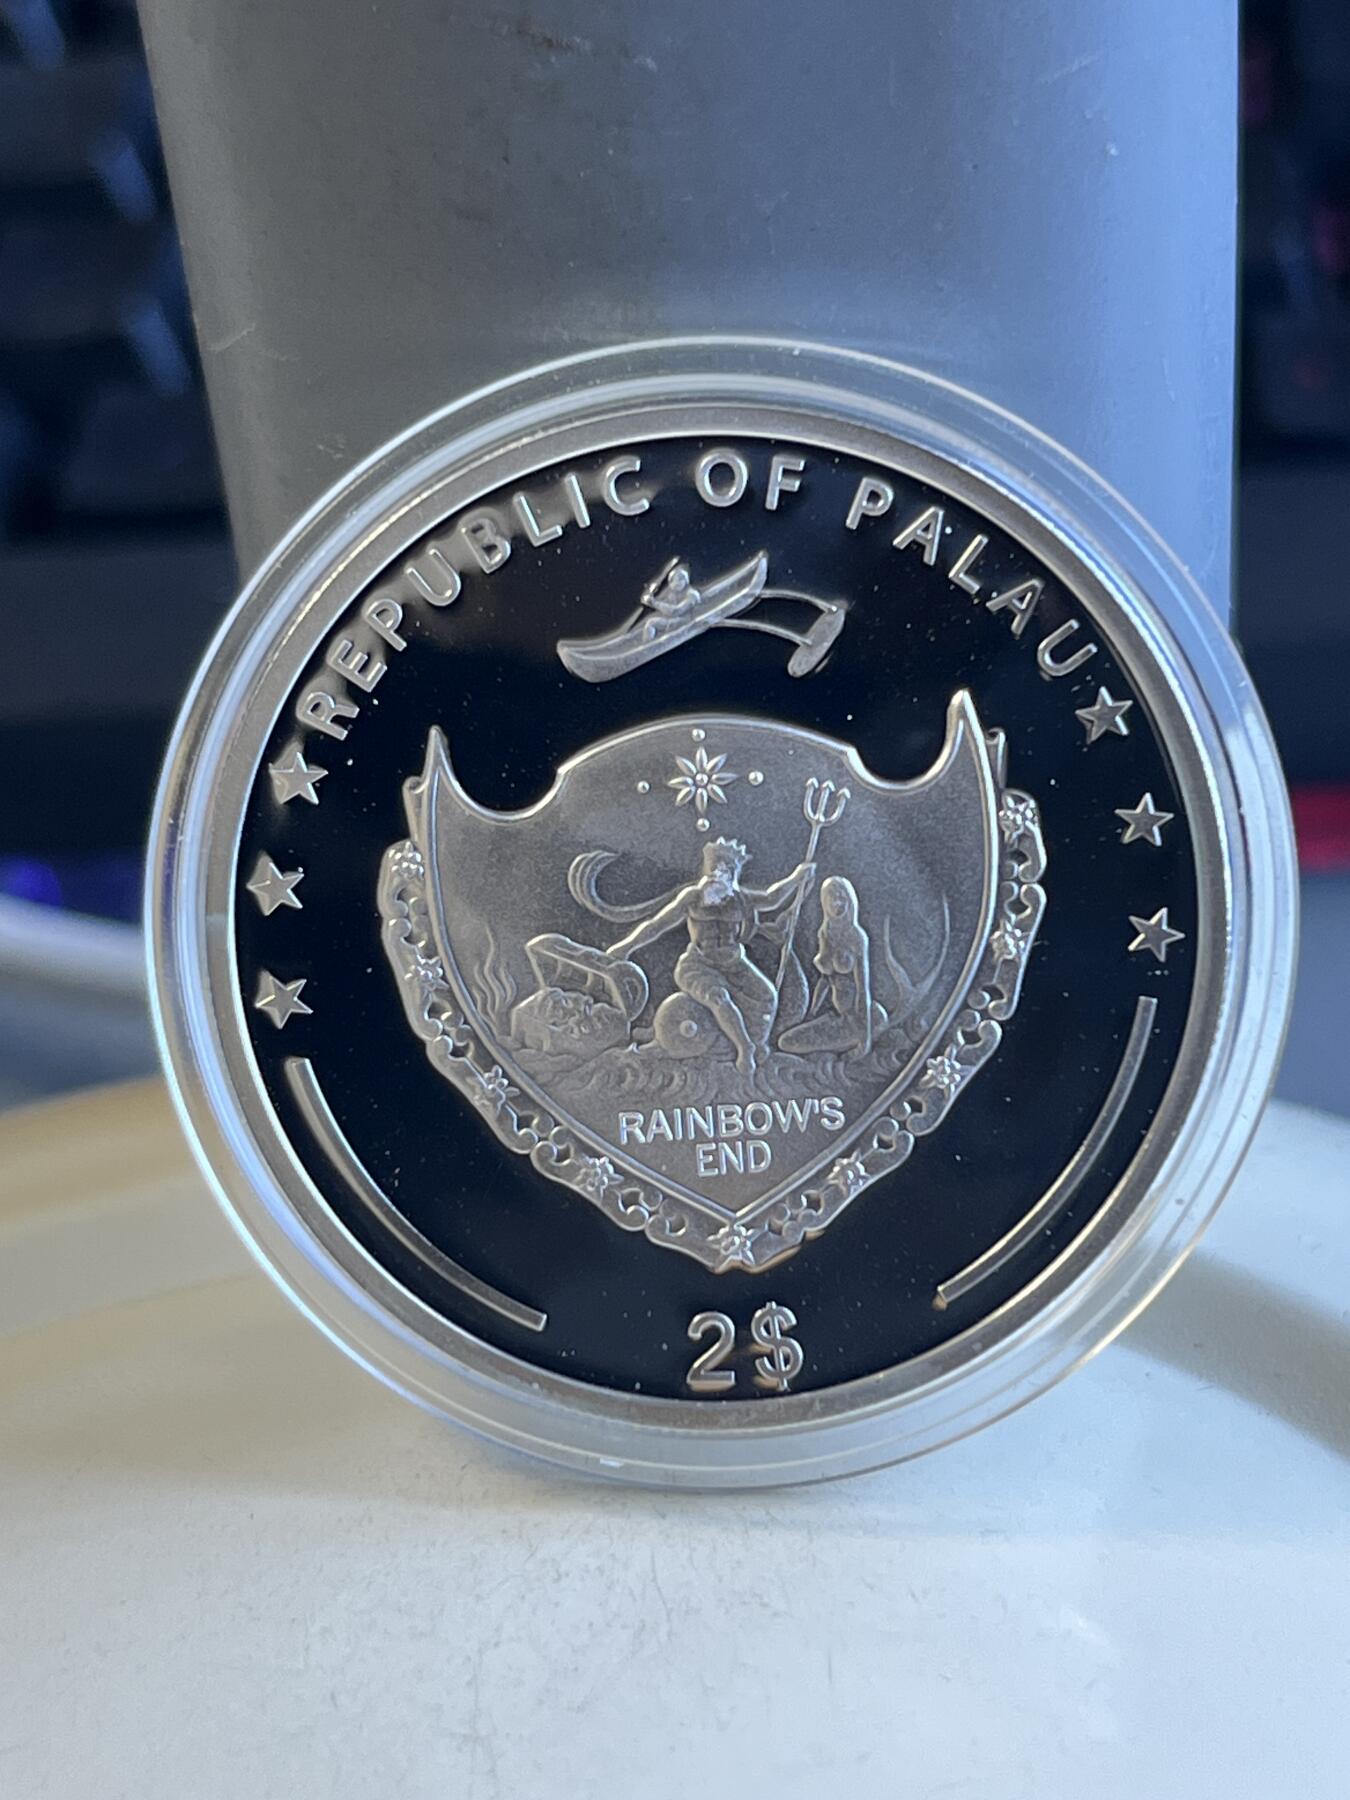 REPUBLIC OF PALAU
RAINBOW'S
END
2$